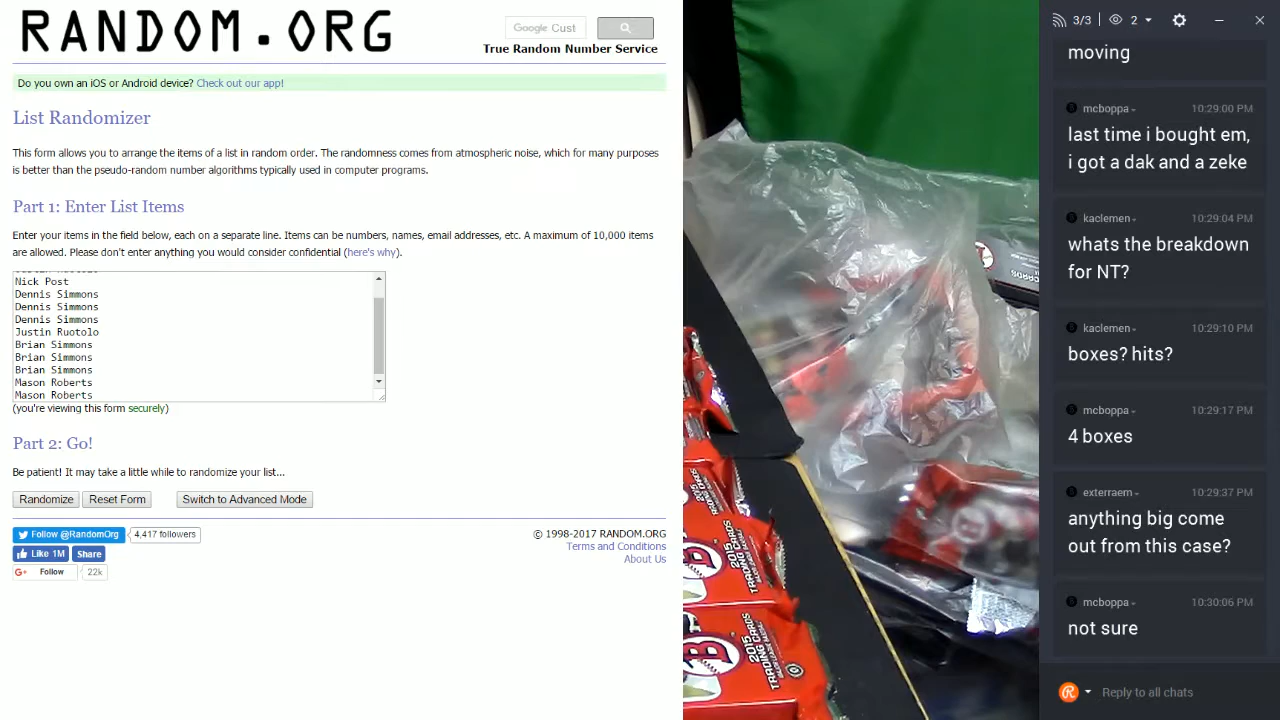 RANDOM.ORG
Google Cust
True Random Number Service
Do you own an iOS or Android device? Check out our app!
List Randomizer
This form allows you to arrange the items of a list in random order. The randomness comes from atmospheric noise, which for many purposes
is better than the pseudo-random number algorithms typically used in computer programs.
Part 1: Enter List Items
Enter your items in the field below, each on a separate line. Items can be numbers, names, email addresses, etc. A maximum of 10,000 items
are allowed. Please don't enter anything you would consider confidential (here's why).
Nick Post
Dennis Simmons
Dennis Simmons
Dennis Simmons
Justin Ruotolo
Brian Simmons
Brian Simmons
Brian Simmons
Mason Roberts
Mason Roberts
(you're viewing this form securely)
Part 2: Go!
Be patient! It may take a little while to randomize your list...
Randomize Reset Form Switch to Advanced Mode
Follow @RandomOrg 4,417 followers
Like 1M Share
Follow 22k
© 1998-2017 RANDOM.ORG
Terms and Conditions
About Us
CARDS
2015
TRADING CARDS
B
2015
TRADING CARDS
B
2015
TRADING CARDS
3/3 2
moving
mcboppa 10:29:00 PM
last time i bought em,
i got a dak and a zeke
kaclemen 10:29:04 PM
whats the breakdown
for NT?
kaclemen 10:29:10 PM
boxes? hits?
mcboppa 10:29:17 PM
4 boxes
exterraem 10:29:37 PM
anything big come
out from this case?
mcboppa 10:30:06 PM
not sure
Reply to all chats